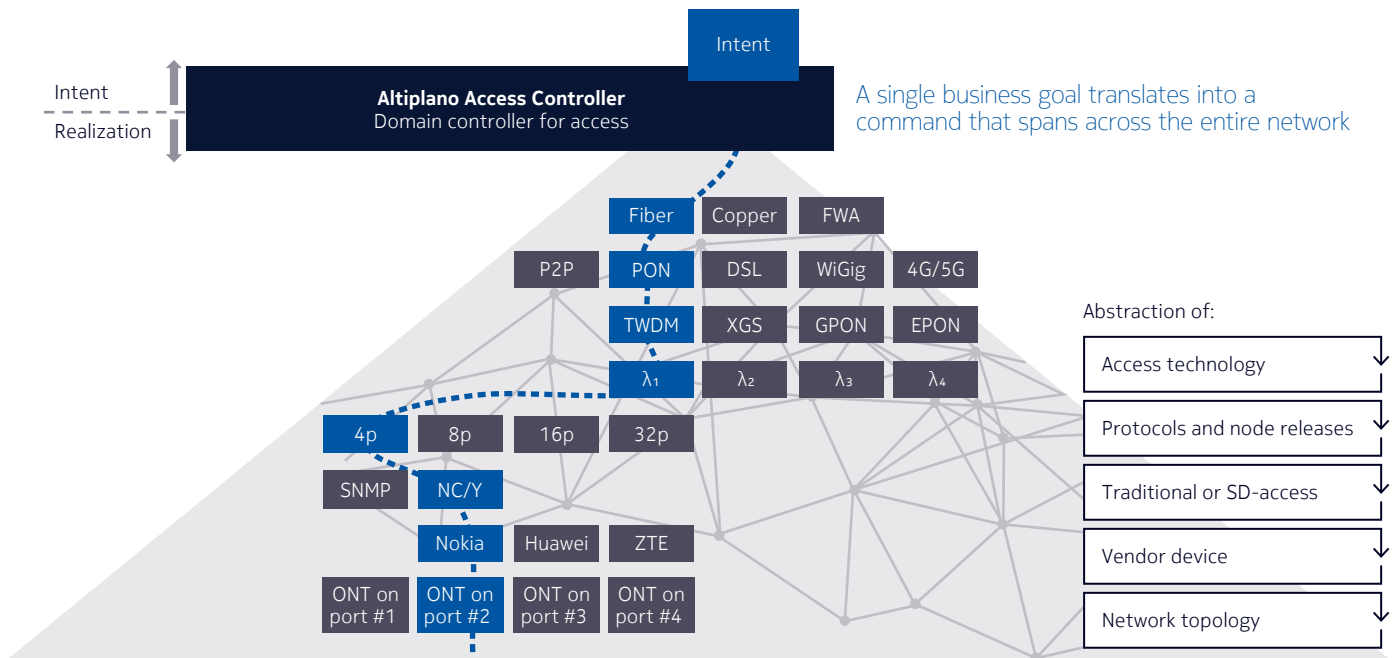 Intent
Intent
Realization
Altiplano Access Controller
Domain controller for access
A single business goal translates into a
command that spans across the entire network
Fiber
Copper
FWA
P2P
PON
DSL
WiGig
4G/5G
TWDM
XGS
GPON
EPON
λ₁
λ₂
λ₃
λ₄
4p
8p
16p
32p
SNMP
NC/Y
Nokia
Huawei
ZTE
ONT on
port #1
ONT on
port #2
ONT on
port #3
ONT on
port #4
Abstraction of:
Access technology
Protocols and node releases
Traditional or SD-access
Vendor device
Network topology